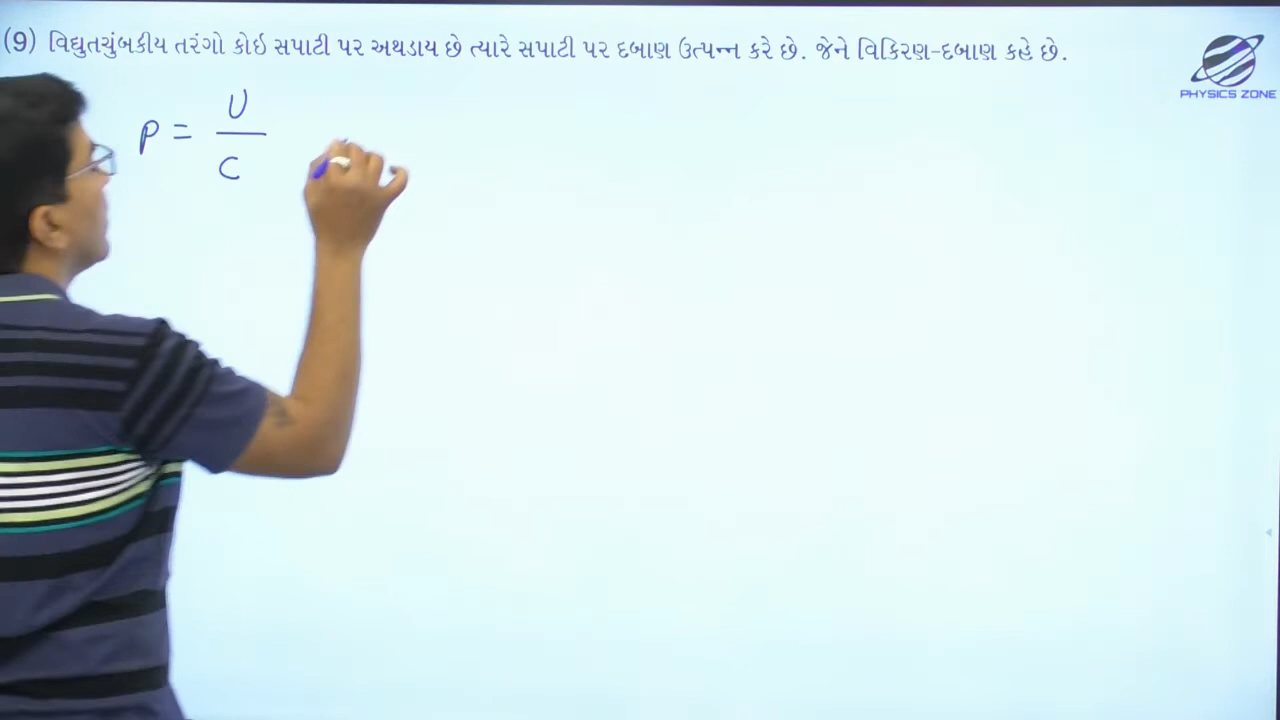 (9) વિદ્યુતચુંબકીય તરંગો કોઇ સપાટી પર અથડાય છે ત્યારે સપાટી પર દબાણ ઉત્પન્ન કરે છે. જેને વિકિરણ-દબાણ કહે છે.
PHYSICS ZONE
p = U / C